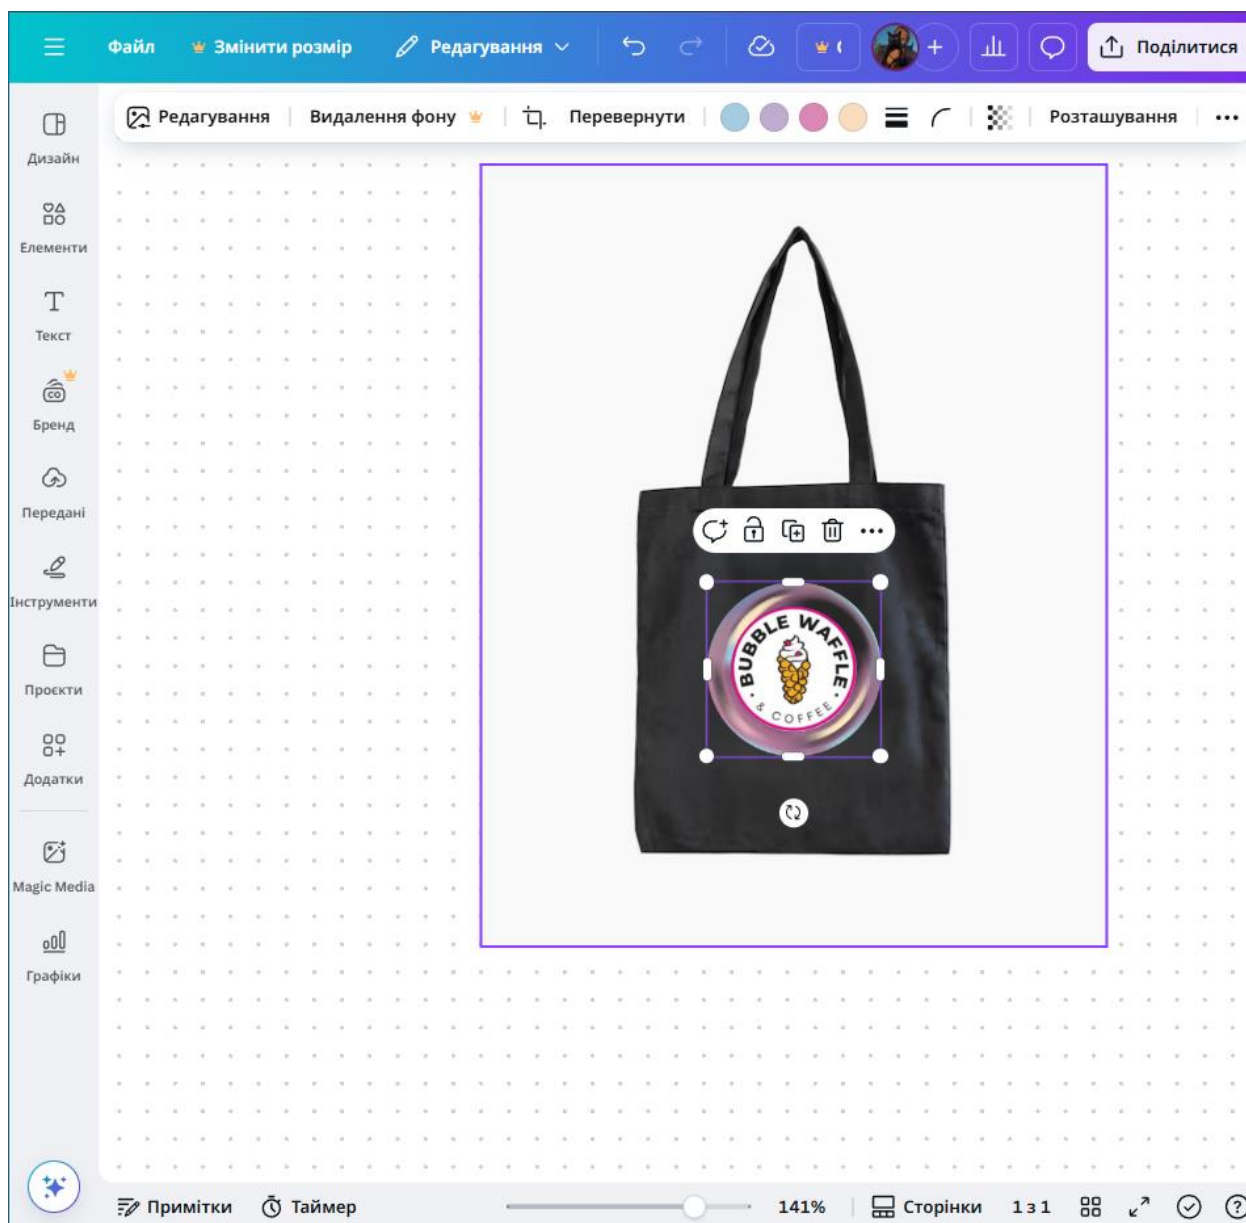 Файл
Змінити розмір
Редагування
Поділитися
Редагування
Видалення фону
Перевернути
Розташування
Дизайн
Елементи
Текст
CO
Бренд
Передані
Інструменти
Проєкти
Додатки
Magic Media
Графіки
BUBBLE WAFFLE
& COFFEE
Примітки
Таймер
141%
Сторінки
1 з 1